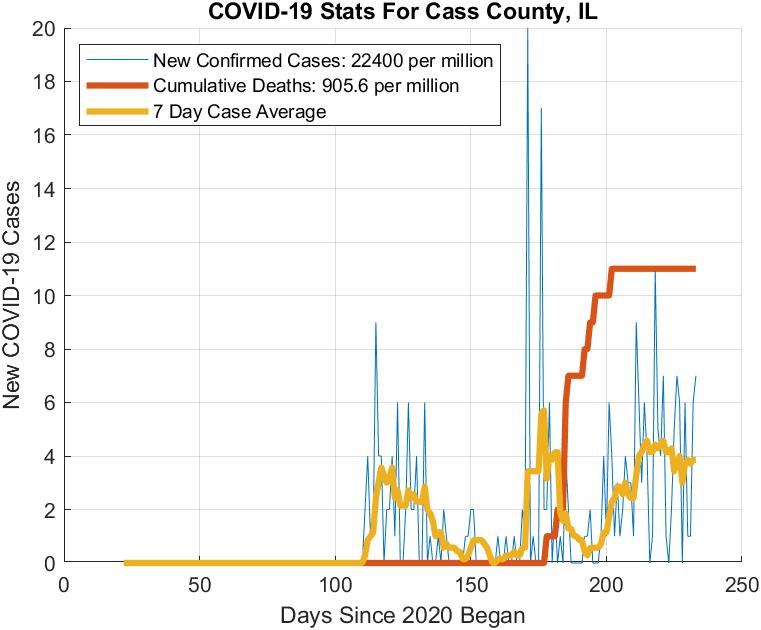 COVID-19 Stats For Cass County, IL
20
18
16
14
12
10
8
6
4
2
0
New Confirmed Cases: 22400 per million
Cumulative Deaths: 905.6 per million
7 Day Case Average
New COVID-19 Cases
0 50 100 150 200 250
Days Since 2020 Began